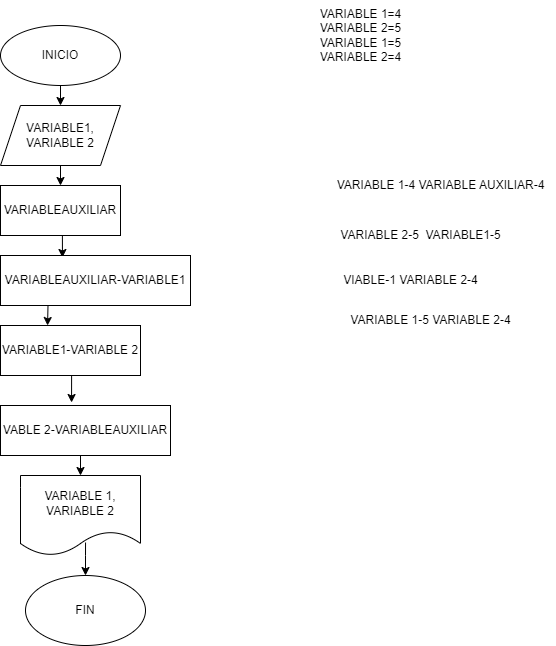 VARIABLE 1=4
VARIABLE 2=5
VARIABLE 1=5
VARIABLE 2=4
INICIO
VARIABLE1,
VARIABLE 2
VARIABLEAUXILIAR
VARIABLE 1-4 VARIABLE AUXILIAR-4
VARIABLE 2-5 VARIABLE1-5
VARIABLEAUXILIAR-VARIABLE1
VIABLE-1 VARIABLE 2-4
VARIABLE 1-5 VARIABLE 2-4
VARIABLE1-VARIABLE 2
VABLE 2-VARIABLEAUXILIAR
VARIABLE 1,
VARIABLE 2
FIN